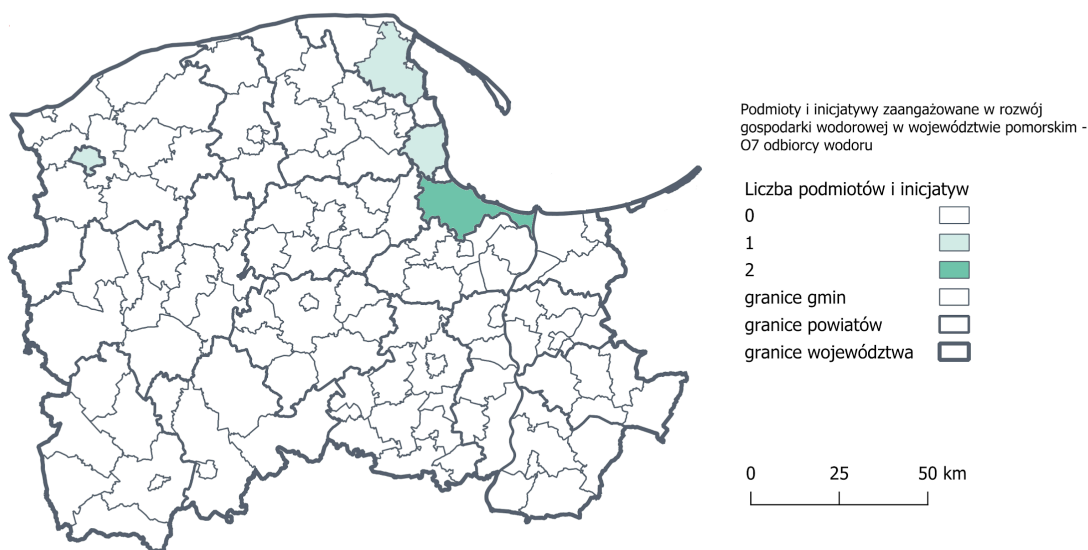 Podmioty i inicjatywy zaangażowane w rozwój
gospodarki wodorowej w województwie pomorskim -
O7 odbiorcy wodoru
Liczba podmiotów i inicjatyw
0
1
2
granice gmin
granice powiatów
granice województwa
0 25 50 km